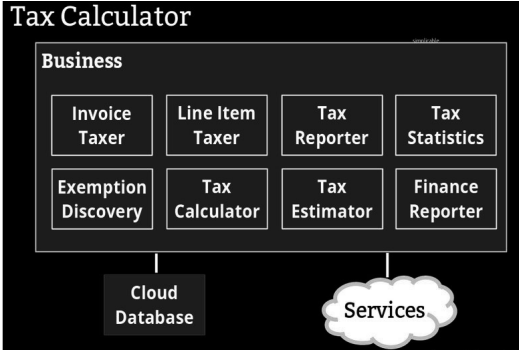 Tax Calculator
simplicable
Business
Invoice
Taxer
Line Item
Taxer
Tax
Reporter
Tax
Statistics
Exemption
Discovery
Tax
Calculator
Tax
Estimator
Finance
Reporter
Cloud
Database
Services